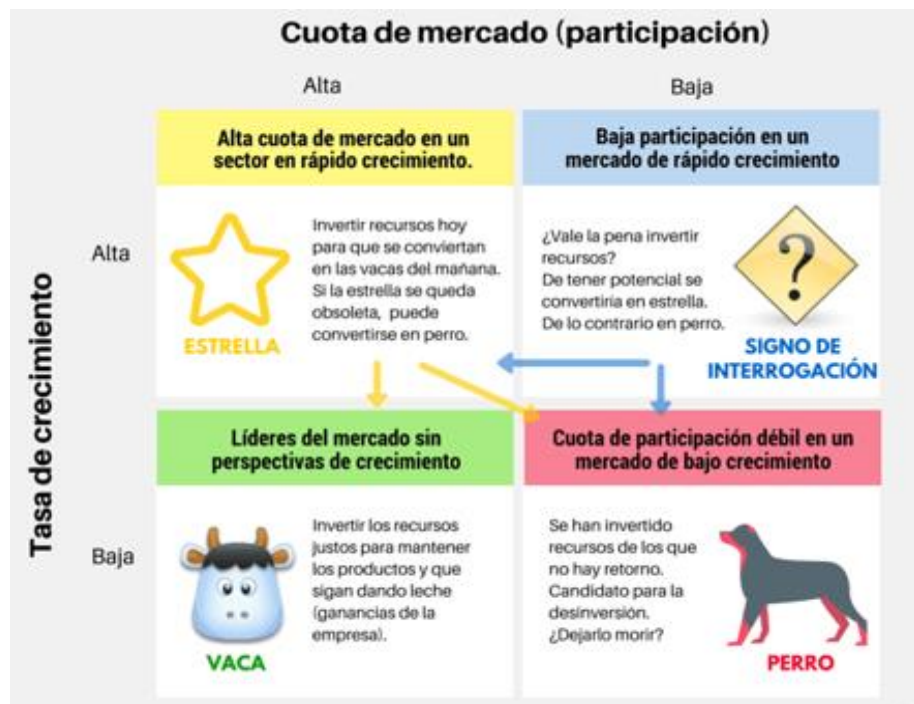 Cuota de mercado (participación)
Alta
Baja
Tasa de crecimiento
Alta
Alta cuota de mercado en un
sector en rápido crecimiento.
Invertir recursos hoy
para que se conviertan
en las vacas del mañana.
Si la estrella se queda
obsoleta, puede
convertirse en perro.
ESTRELLA
Baja participación en un
mercado de rápido crecimiento
¿Vale la pena invertir
recursos?
De tener potencial se
convertiria en estrella.
De lo contrario en perro.
?
SIGNO DE
INTERROGACIÓN
Baja
Líderes del mercado sin
perspectivas de crecimiento
Invertir los recursos
justos para mantener
los productos y que
sigan dando leche
(ganancias de la
empresa).
VACA
Cuota de participación débil en un
mercado de bajo crecimiento
Se han invertido
recursos de los que
no hay retorno.
Candidato para la
desinversión.
¿Dejarlo morir?
PERRO